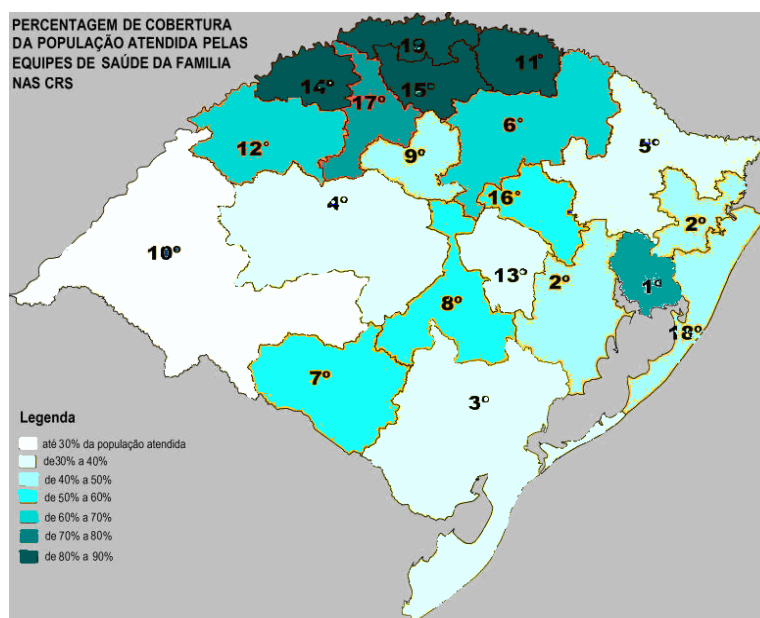 PERCENTAGEM DE COBERTURA
DA POPULAÇÃO ATENDIDA PELAS
EQUIPES DE SAÚDE DA FAMILIA
NAS CRS
19
11°
14°
15°
17°
6°
12°
9°
5°
16°
4°
2°
10°
13°
2°
1°
8°
18°
7°
3°
Legenda
até 30% da população atendida
de30% a 40%
de 40% a 50%
de 50% a 60%
de 60% a 70%
de 70% a 80%
de 80% a 90%